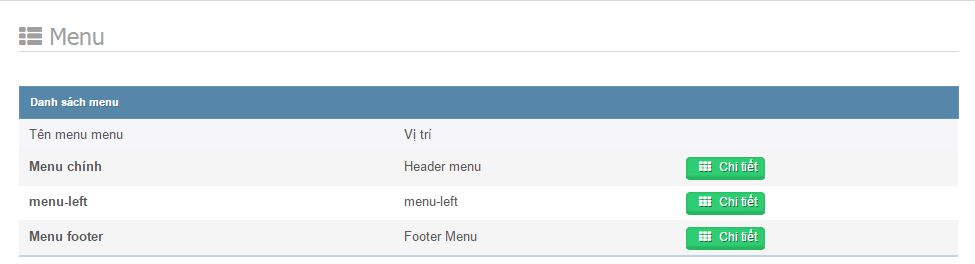 Menu
Danh sách menu
Tên menu menu Vị trí
Menu chính Header menu Chi tiết
menu-left menu-left Chi tiết
Menu footer Footer Menu Chi tiết